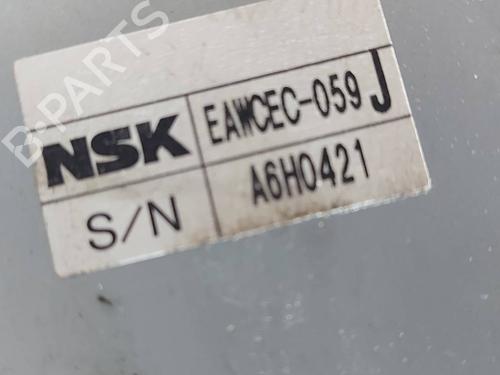 B-PARTS
NSK EAWCEC-059 J
S/N A6H0421